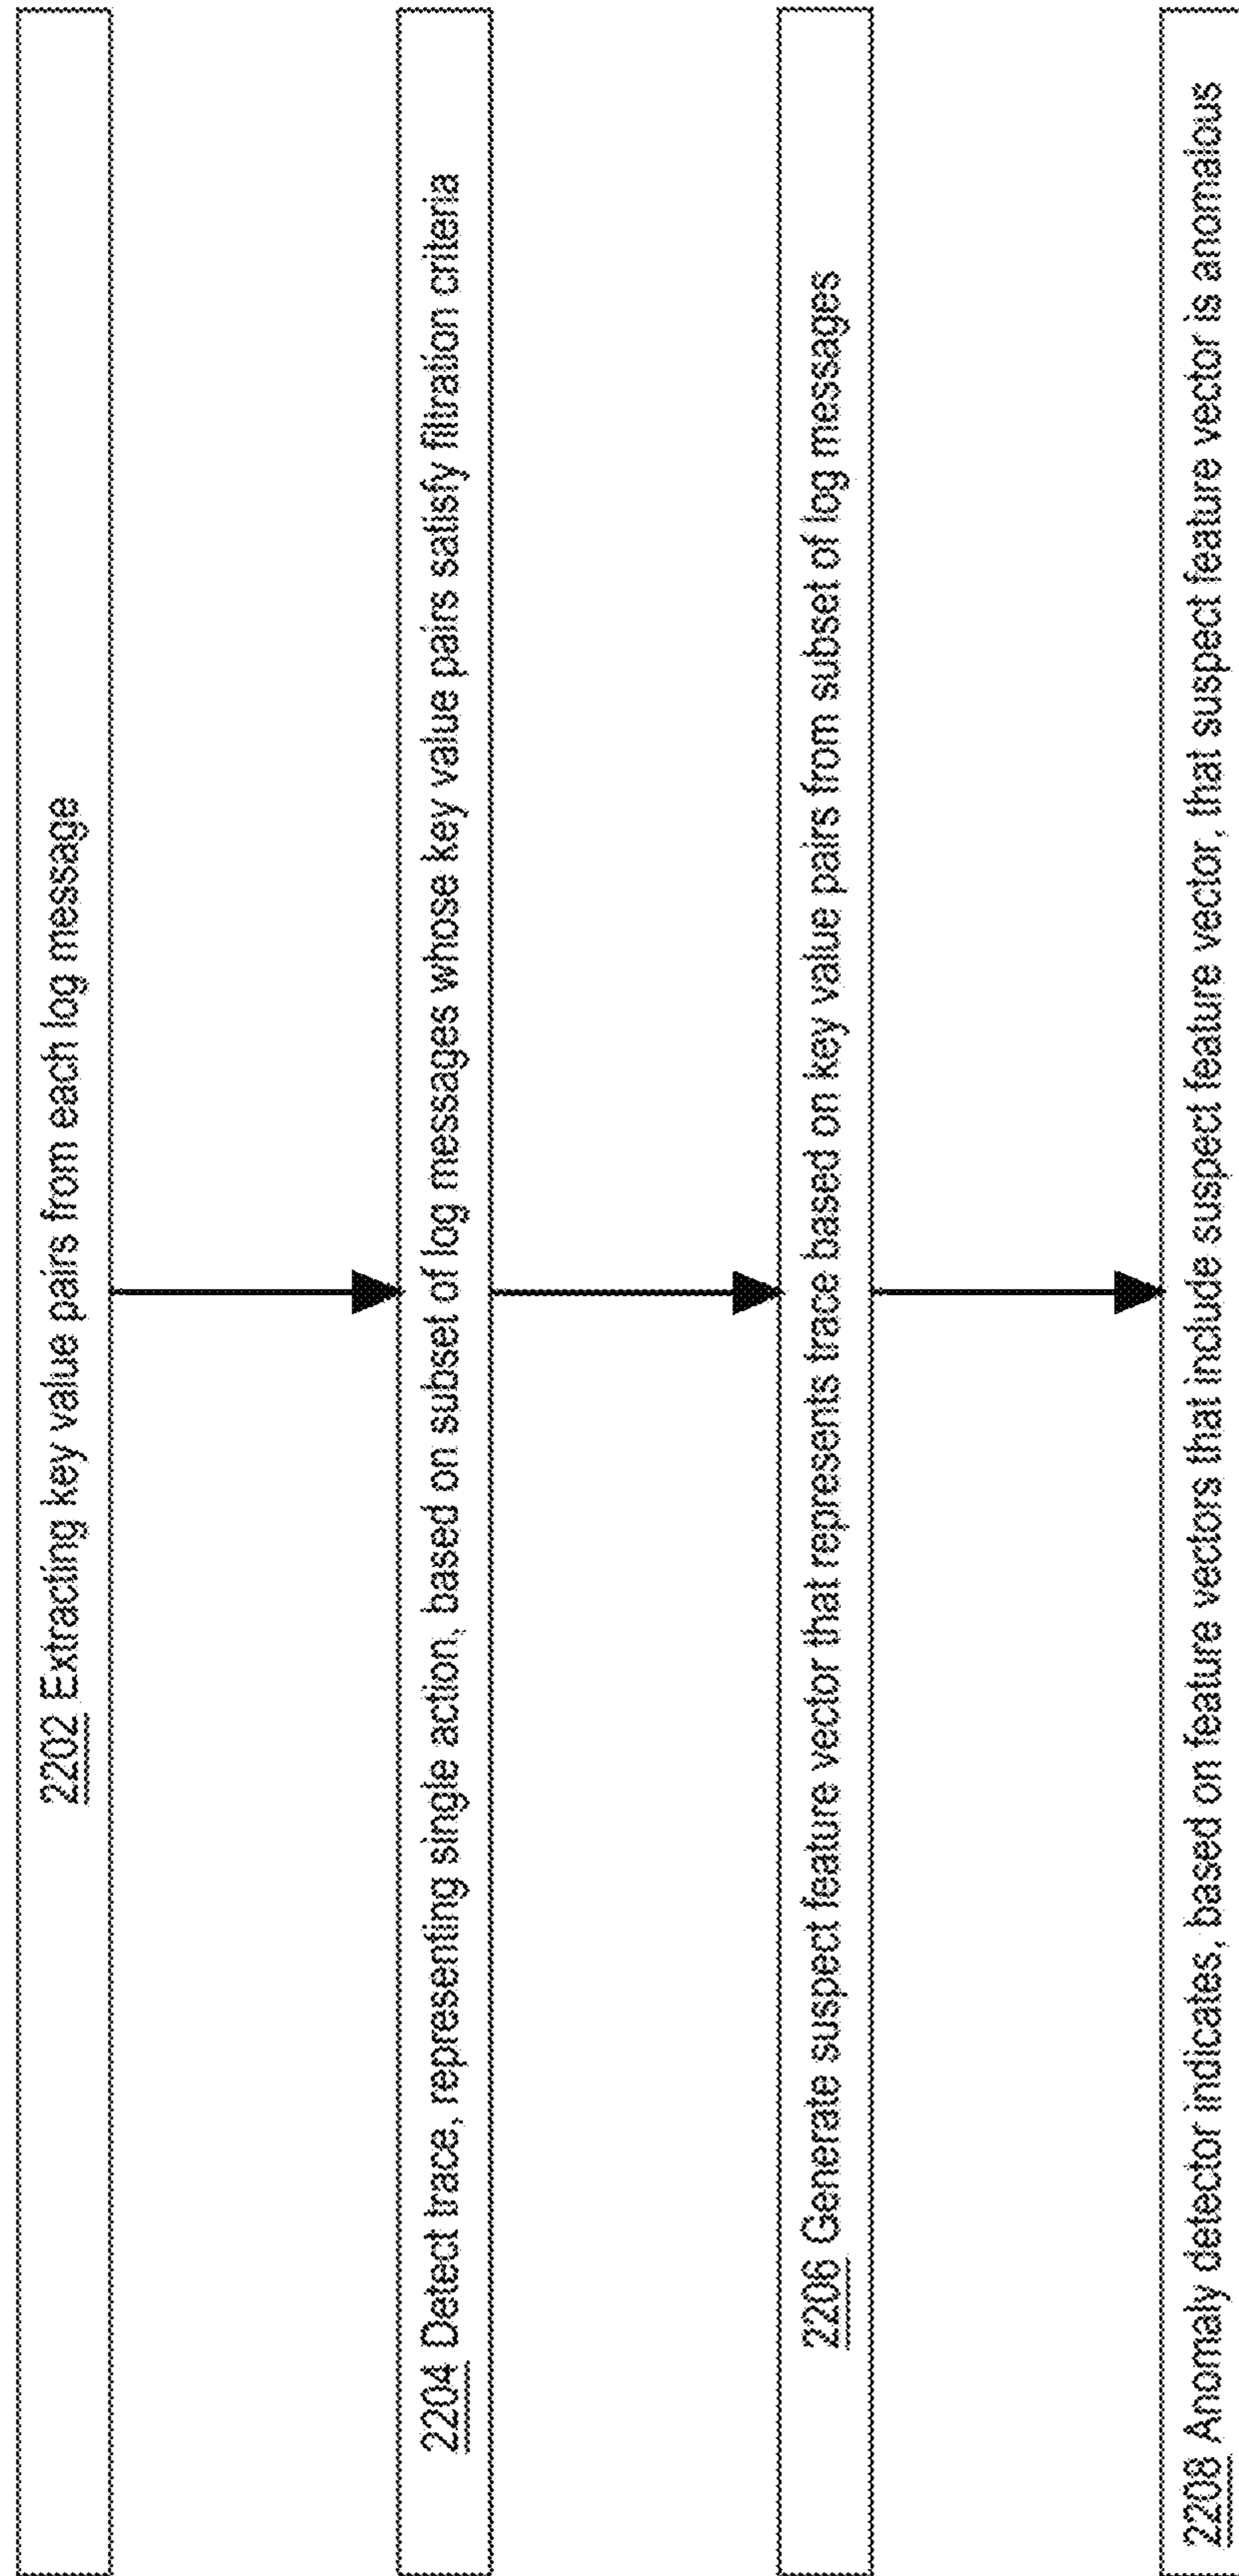 2202 Extracting key value pairs from each log message
2204 Detect trace, representing single action, based on subset of log messages whose key value pairs satisfy filtration criteria
2206 Generate suspect feature vector that represents trace based on key value pairs from subset of log messages
2208 Anomaly detector indicates, based on feature vectors that include suspect feature vector, that suspect feature vector is anomalous